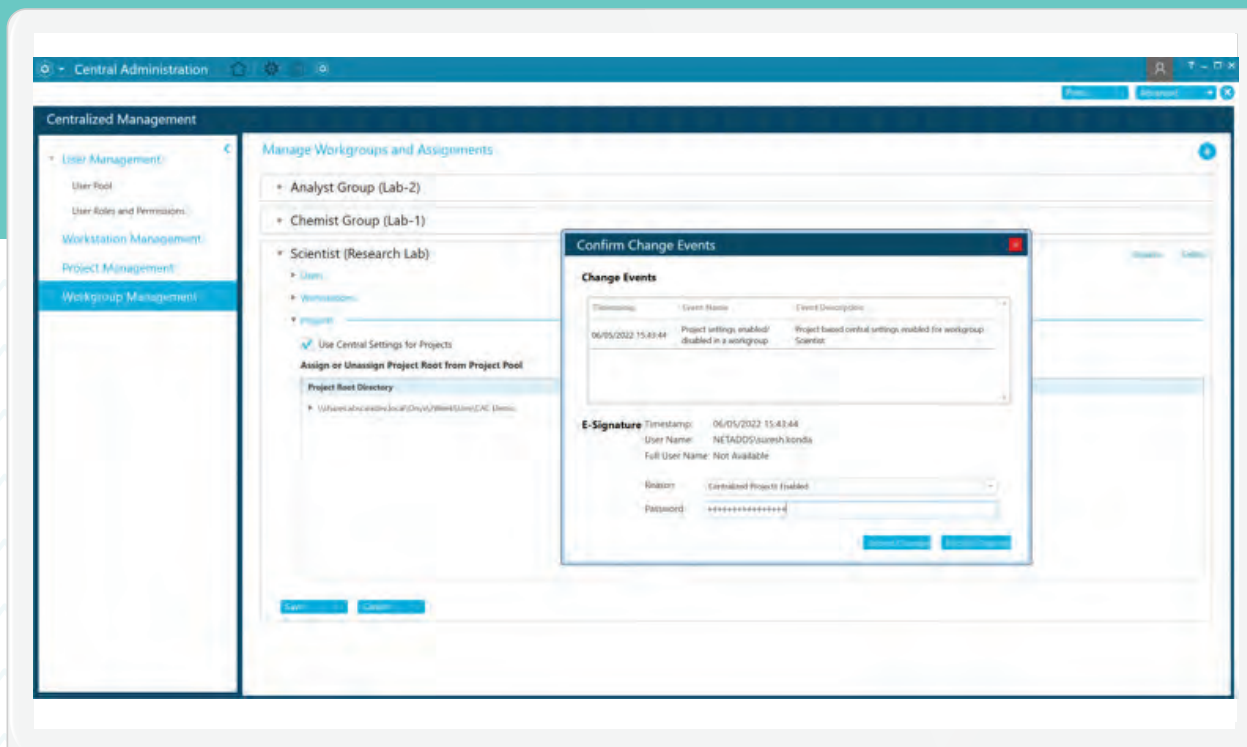 Central Administration
Print
Advanced
Centralized Management
User Management
User Pool
User Roles and Permissions
Workstation Management
Project Management
Workgroup Management
Manage Workgroups and Assignments
Analyst Group (Lab-2)
Chemist Group (Lab-1)
Scientist (Research Lab)
Users
Workstations
Projects
Use Central Settings for Projects
Assign or Unassign Project Root from Project Pool
Project Root Directory
Save
Cancel
Confirm Change Events
Change Events
Timestamp Event Name Event Description
06/05/2022 15:43:44 Project settings enabled/ Project based central settings enabled for workgroup
disabled in a workgroup Scientist
E-Signature Timestamp: 06/05/2022 15:43:44
User Name: NETADDS\suresh.konda
Full User Name: Not Available
Reason: Centralized Projects Enabled
Password: